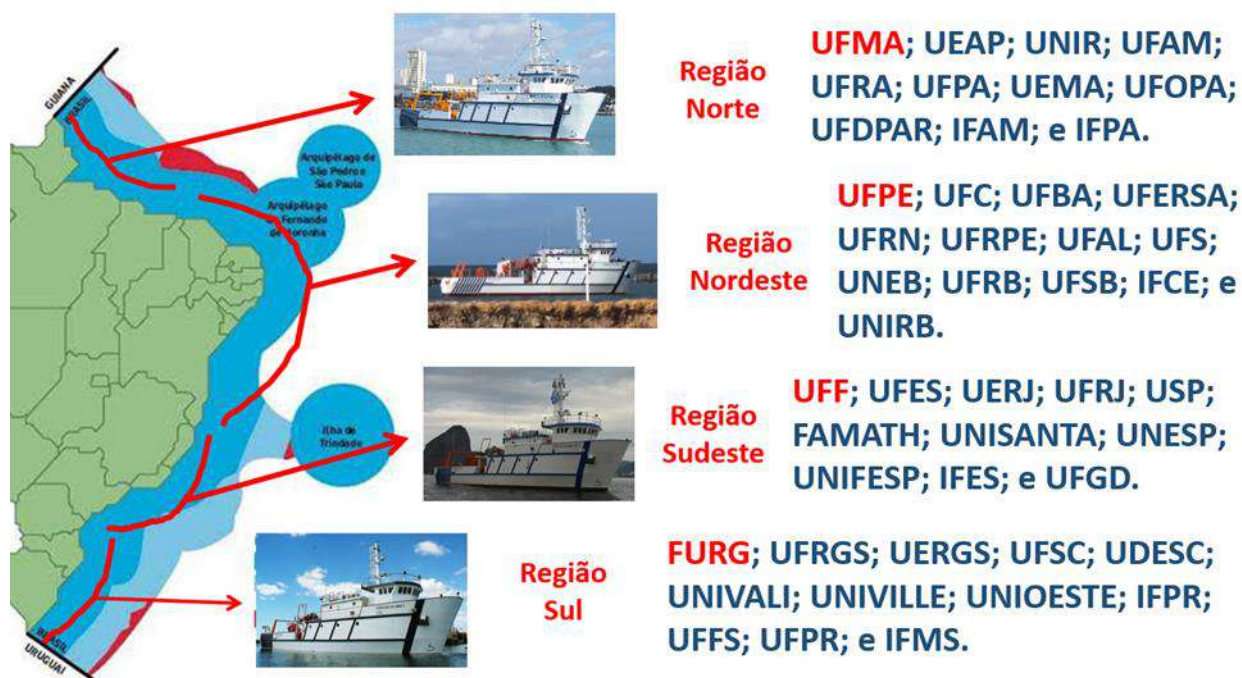 GUIANA
BRASIL
Arquipélago de
São Pedro e
São Paulo
Arquipélago
de Fernando
de Noronha
Ilha de
Trindade
BRASIL
URUGUAI
Região
Norte
UFMA; UEAP; UNIR; UFAM;
UFRA; UFPA; UEMA; UFOPA;
UFDPAR; IFAM; e IFPA.
Região
Nordeste
UFPE; UFC; UFBA; UFERSA;
UFRN; UFRPE; UFAL; UFS;
UNEB; UFRB; UFSB; IFCE; e
UNIRB.
Região
Sudeste
UFF; UFES; UERJ; UFRJ; USP;
FAMATH; UNISANTA; UNESP;
UNIFESP; IFES; e UFGD.
Região
Sul
FURG; UFRGS; UERGS; UFSC; UDESC;
UNIVALI; UNIVILLE; UNIOESTE; IFPR;
UFFS; UFPR; e IFMS.